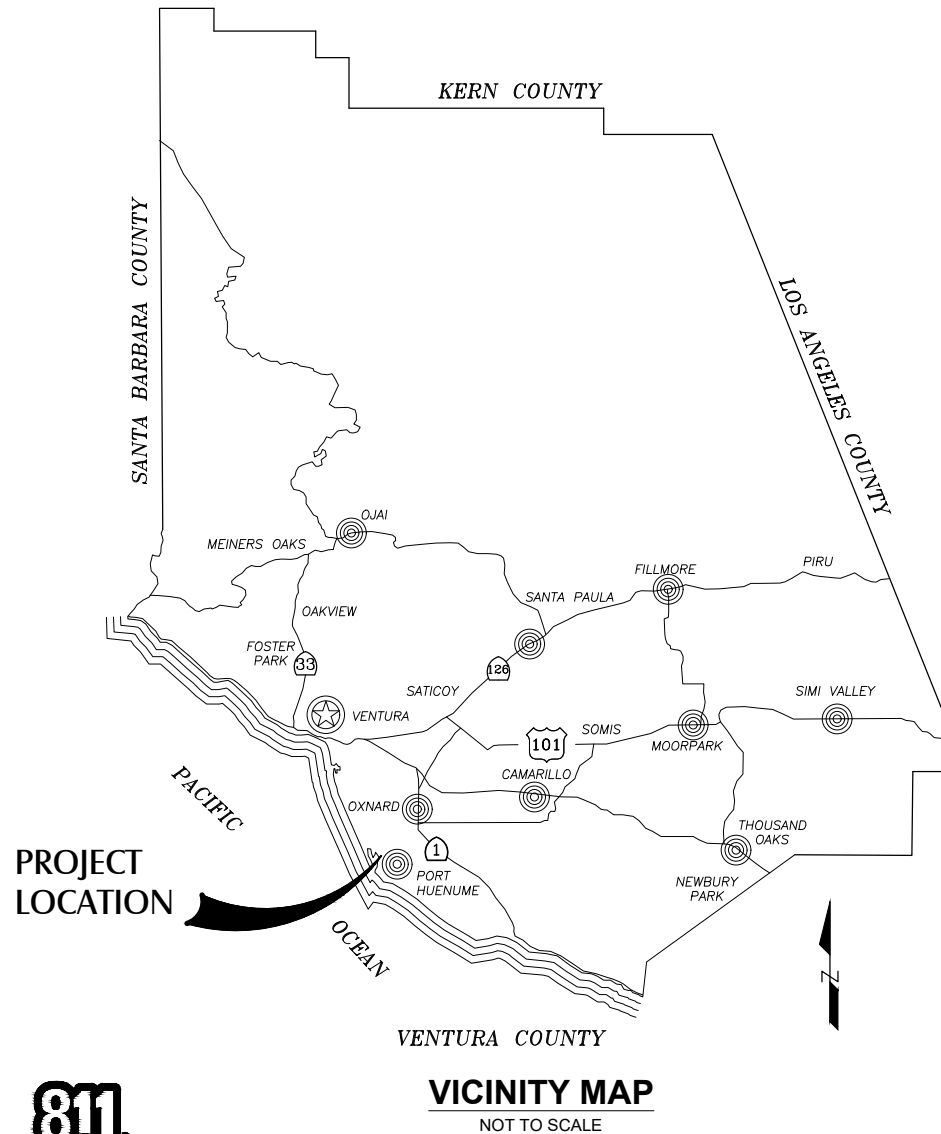 KERN COUNTY
SANTA BARBARA COUNTY
LOS ANGELES COUNTY
OJAI
MEINERS OAKS
PIRU
FILLMORE
SANTA PAULA
OAKVIEW
FOSTER
PARK
33
126
SATICOY
SIMI VALLEY
VENTURA
SOMIS
101
MOORPARK
CAMARILLO
PACIFIC
OXNARD
THOUSAND
OAKS
1
PROJECT
LOCATION
PORT
HUENUME
NEWBURY
PARK
OCEAN
N
VENTURA COUNTY
811.
VICINITY MAP
NOT TO SCALE